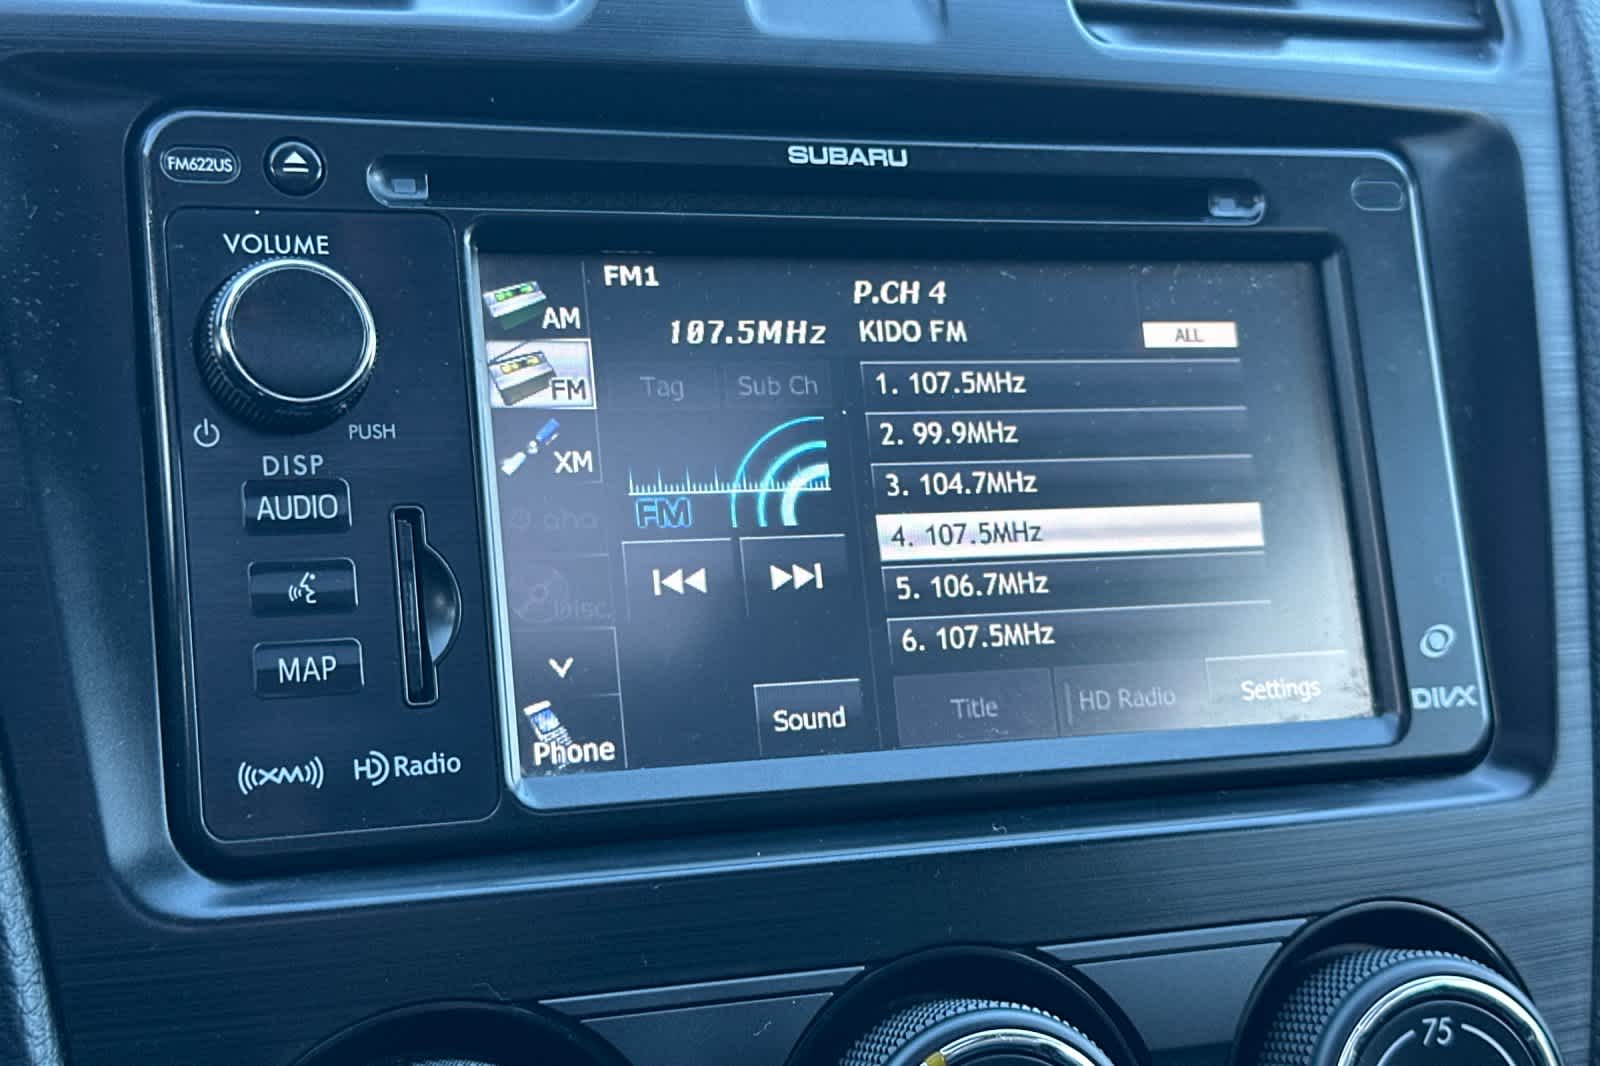 SUBARU
FM622US
VOLUME
PUSH
DISP
AUDIO
MAP
XM
HD Radio
AM
FM
XM
aha
Disc
Phone
FM1
107.5MHz
Tag
Sub Ch
FM
Sound
P.CH 4
KIDO FM
ALL
1. 107.5MHz
2. 99.9MHz
3. 104.7MHz
4. 107.5MHz
5. 106.7MHz
6. 107.5MHz
Title
HD Radio
Settings
DIVX
75